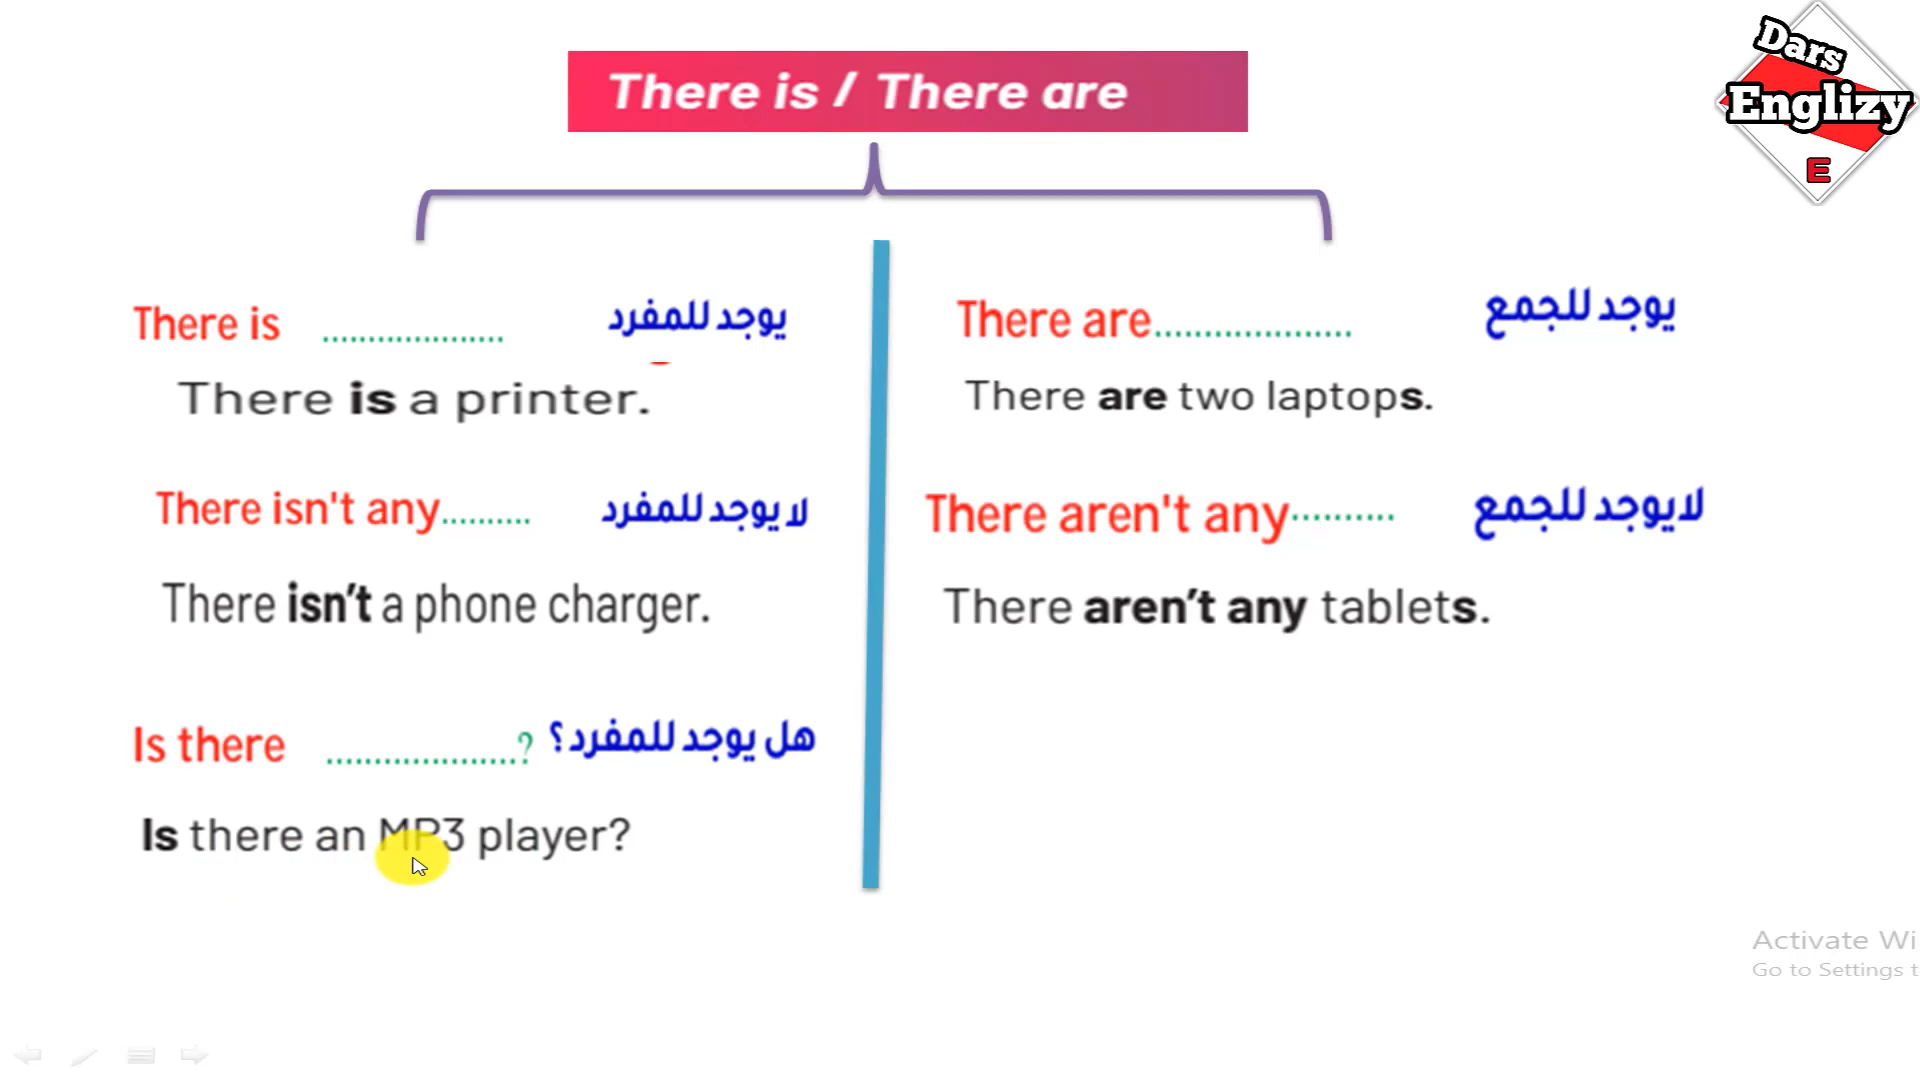 Dars
Englizy
E
There is / There are
There is ................... يوجد للمفرد
There is a printer.
There isn't any.......... لا يوجد للمفرد
There isn’t a phone charger.
Is there ....................? هل يوجد للمفرد؟
Is there an MP3 player?
There are................... يوجد للجمع
There are two laptops.
There aren't any.......... لايوجد للجمع
There aren’t any tablets.
Activate Wi
Go to Settings t